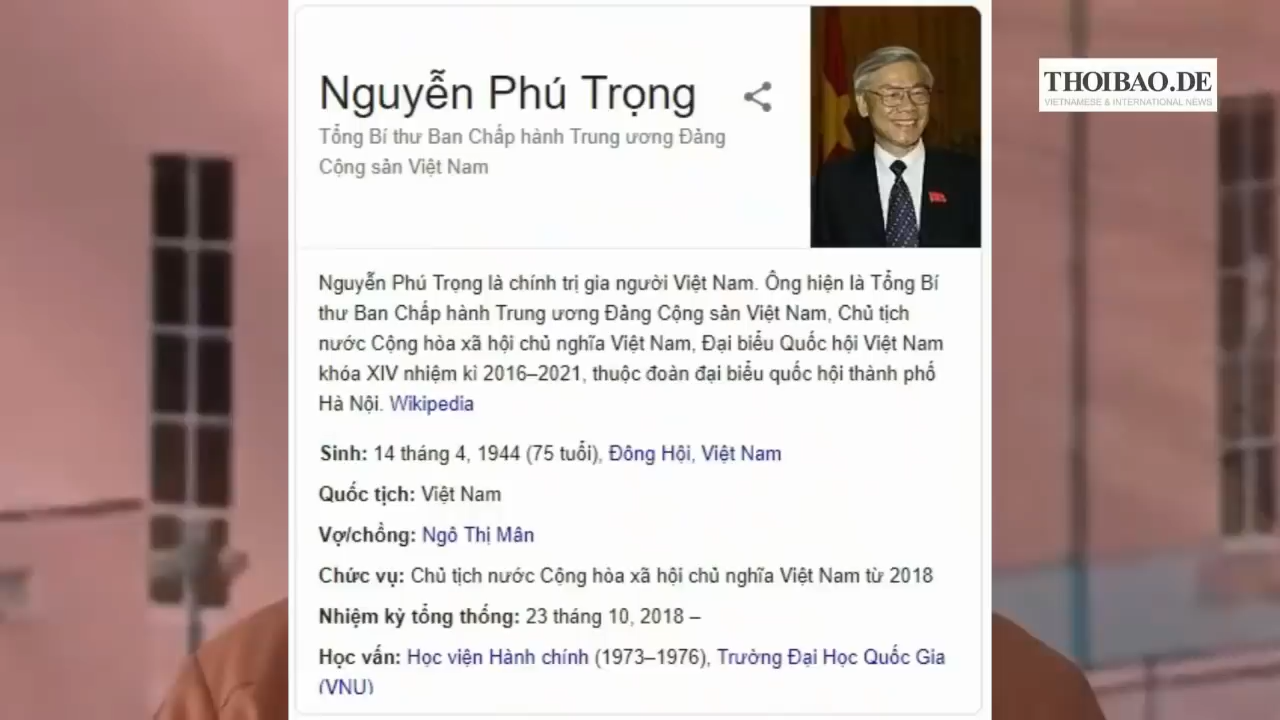 Nguyễn Phú Trọng
Tổng Bí thư Ban Chấp hành Trung ương Đảng
Cộng sản Việt Nam
THOIBAO.DE
VIETNAMESE & INTERNATIONAL NEWS
Nguyễn Phú Trọng là chính trị gia người Việt Nam. Ông hiện là Tổng Bí
thư Ban Chấp hành Trung ương Đảng Cộng sản Việt Nam, Chủ tịch
nước Cộng hòa xã hội chủ nghĩa Việt Nam, Đại biểu Quốc hội Việt Nam
khóa XIV nhiệm kì 2016–2021, thuộc đoàn đại biểu quốc hội thành phố
Hà Nội. Wikipedia
Sinh: 14 tháng 4, 1944 (75 tuổi), Đông Hội, Việt Nam
Quốc tịch: Việt Nam
Vợ/chồng: Ngô Thị Mân
Chức vụ: Chủ tịch nước Cộng hòa xã hội chủ nghĩa Việt Nam từ 2018
Nhiệm kỳ tổng thống: 23 tháng 10, 2018 –
Học vấn: Học viện Hành chính (1973–1976), Trường Đại Học Quốc Gia
(VNU)